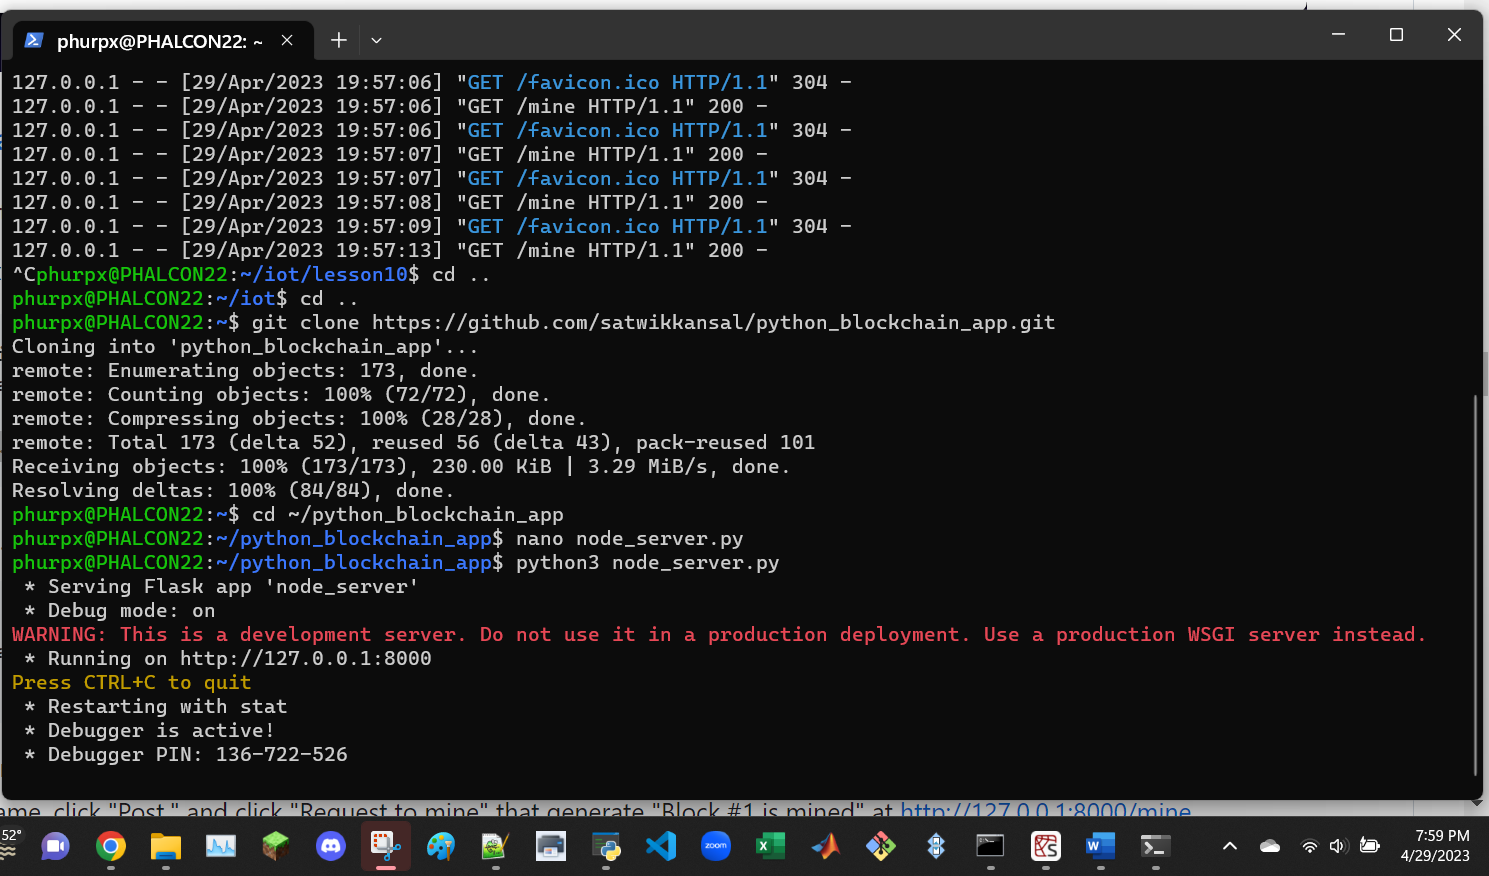 phurpx@PHALCON22: ~
127.0.0.1 - - [29/Apr/2023 19:57:06] "GET /favicon.ico HTTP/1.1" 304 -
127.0.0.1 - - [29/Apr/2023 19:57:06] "GET /mine HTTP/1.1" 200 -
127.0.0.1 - - [29/Apr/2023 19:57:06] "GET /favicon.ico HTTP/1.1" 304 -
127.0.0.1 - - [29/Apr/2023 19:57:07] "GET /mine HTTP/1.1" 200 -
127.0.0.1 - - [29/Apr/2023 19:57:07] "GET /favicon.ico HTTP/1.1" 304 -
127.0.0.1 - - [29/Apr/2023 19:57:08] "GET /mine HTTP/1.1" 200 -
127.0.0.1 - - [29/Apr/2023 19:57:09] "GET /favicon.ico HTTP/1.1" 304 -
127.0.0.1 - - [29/Apr/2023 19:57:13] "GET /mine HTTP/1.1" 200 -
^Cphurpx@PHALCON22:~/iot/lesson10$ cd ..
phurpx@PHALCON22:~/iot$ cd ..
phurpx@PHALCON22:~$ git clone https://github.com/satwikkansal/python_blockchain_app.git
Cloning into 'python_blockchain_app'...
remote: Enumerating objects: 173, done.
remote: Counting objects: 100% (72/72), done.
remote: Compressing objects: 100% (28/28), done.
remote: Total 173 (delta 52), reused 56 (delta 43), pack-reused 101
Receiving objects: 100% (173/173), 230.00 KiB | 3.29 MiB/s, done.
Resolving deltas: 100% (84/84), done.
phurpx@PHALCON22:~$ cd ~/python_blockchain_app
phurpx@PHALCON22:~/python_blockchain_app$ nano node_server.py
phurpx@PHALCON22:~/python_blockchain_app$ python3 node_server.py
* Serving Flask app 'node_server'
* Debug mode: on
WARNING: This is a development server. Do not use it in a production deployment. Use a production WSGI server instead.
* Running on http://127.0.0.1:8000
Press CTRL+C to quit
* Restarting with stat
* Debugger is active!
* Debugger PIN: 136-722-526
ame, click "Post," and click "Request to mine" that generate "Block #1 is mined" at http://127.0.0.1:8000/mine
52°
zoom
7:59 PM
4/29/2023